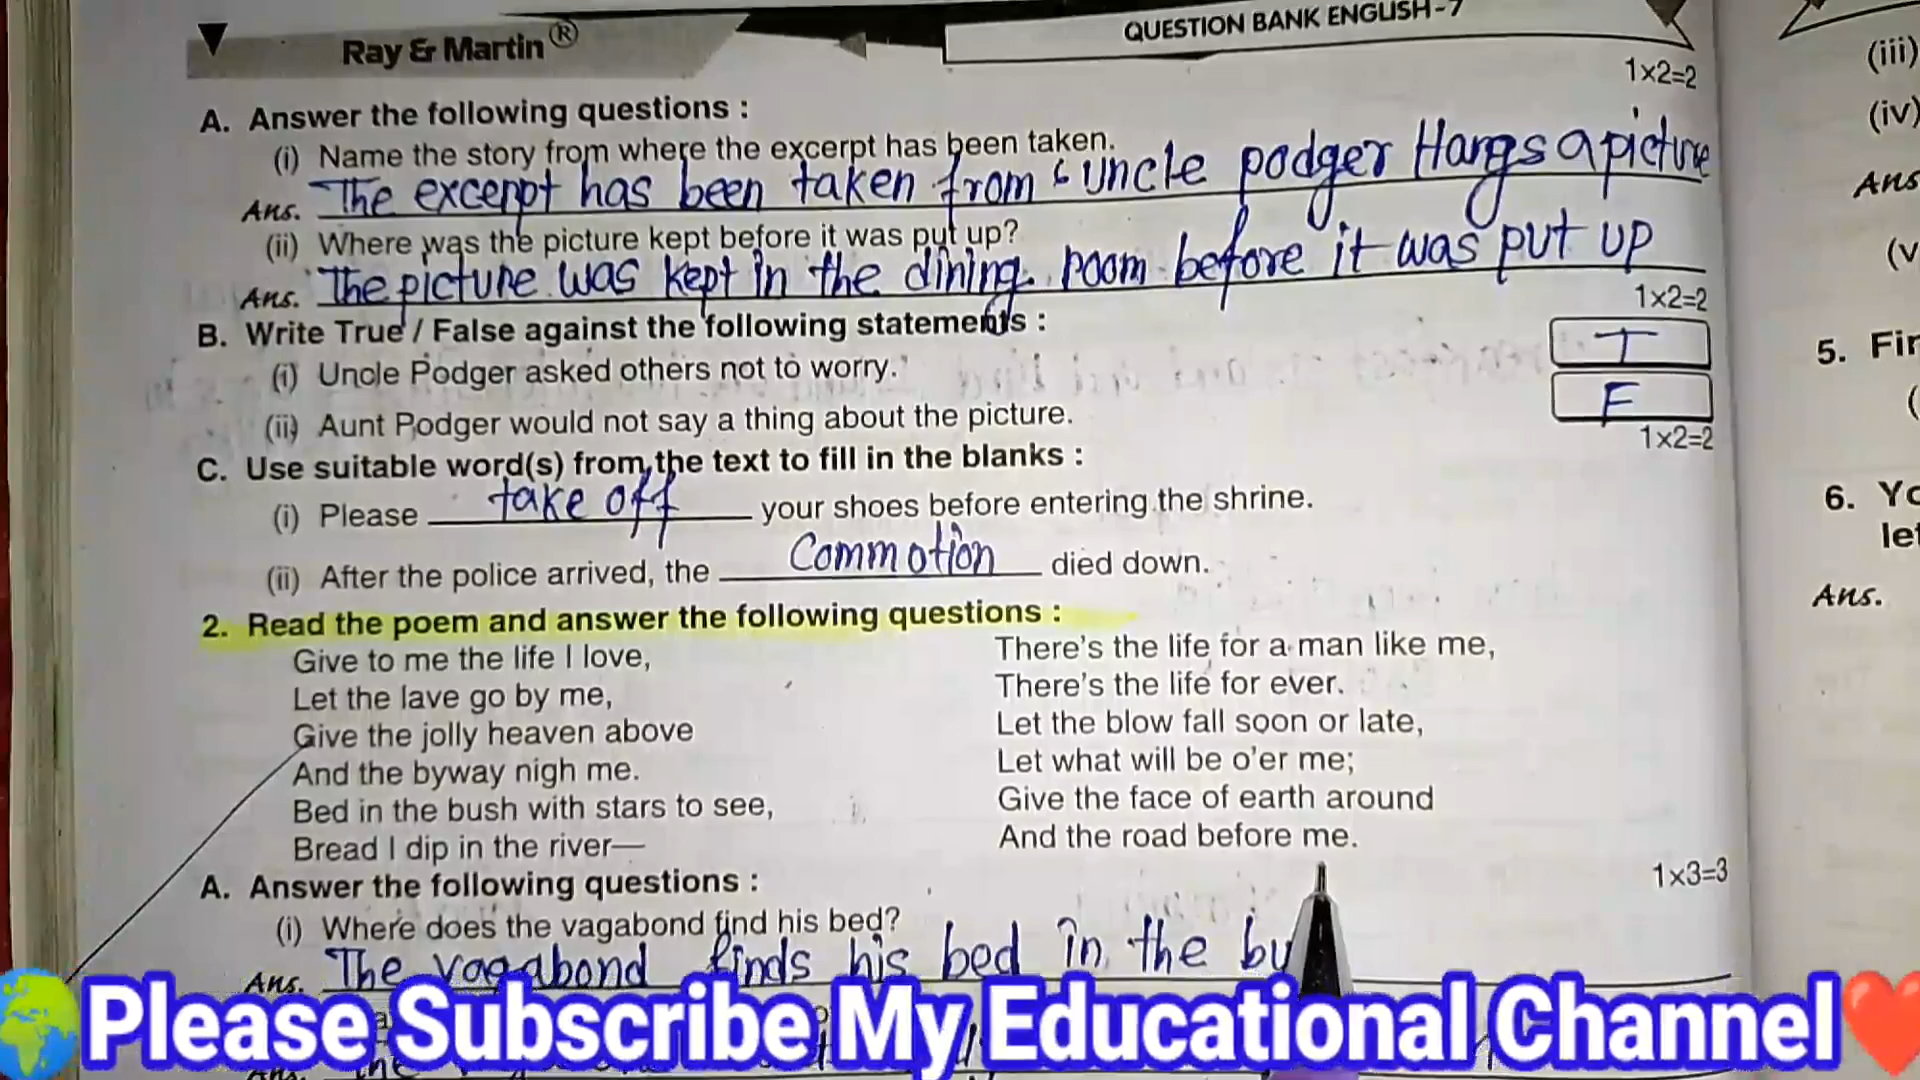 Ray & Martin ®
QUESTION BANK ENGLISH-7
1×2=2
A. Answer the following questions :
(i) Name the story from where the excerpt has been taken.
Ans. The excerpt has been taken from ‘uncle podger Hangs a picture
(ii) Where was the picture kept before it was put up?
Ans. The picture was kept in the dining room before it was put up
1×2=2
B. Write True / False against the following statements :
(i) Uncle Podger asked others not to worry.
T
(ii) Aunt Podger would not say a thing about the picture.
F
1×2=2
C. Use suitable word(s) from the text to fill in the blanks :
(i) Please take off your shoes before entering the shrine.
(ii) After the police arrived, the Commotion died down.
2. Read the poem and answer the following questions :
Give to me the life I love,
Let the lave go by me,
Give the jolly heaven above
And the byway nigh me.
Bed in the bush with stars to see,
Bread I dip in the river—
There's the life for a man like me,
There's the life for ever.
Let the blow fall soon or late,
Let what will be o'er me;
Give the face of earth around
And the road before me.
1×3=3
A. Answer the following questions :
(i) Where does the vagabond find his bed?
Ans. The vagabond finds his bed in the bu
Please Subscribe My Educational Channel
(iii)
(iv)
Ans
(v
5. Fir
(
6. Yo
let
Ans.